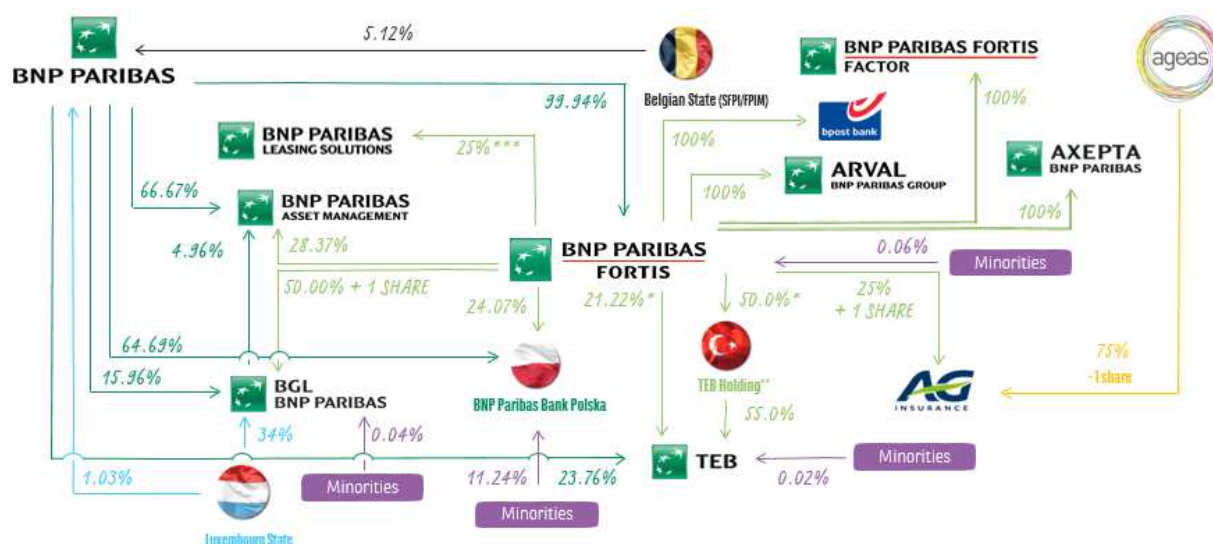 5.12%
BNP PARIBAS
Belgian State (SFPI/FPIM)
BNP PARIBAS FORTIS
FACTOR
ageas
99.94%
100%
bpost bank
100%
BNP PARIBAS
LEASING SOLUTIONS
25%***
ARVAL
BNP PARIBAS GROUP
AXEPTA
BNP PARIBAS
100%
100%
66.67%
BNP PARIBAS
ASSET MANAGEMENT
4.96%
28.37%
BNP PARIBAS
FORTIS
0.06%
Minorities
50.00% + 1 SHARE
24.07%
21.22%*
50.0%*
25%
+ 1 SHARE
64.69%
15.96%
BGL
BNP PARIBAS
BNP Paribas Bank Polska
TEB Holding**
AG
INSURANCE
75%
-1 share
34%
0.04%
55.0%
TEB
Minorities
1.03%
Minorities
11.24%
23.76%
0.02%
Minorities
Luxembourg State